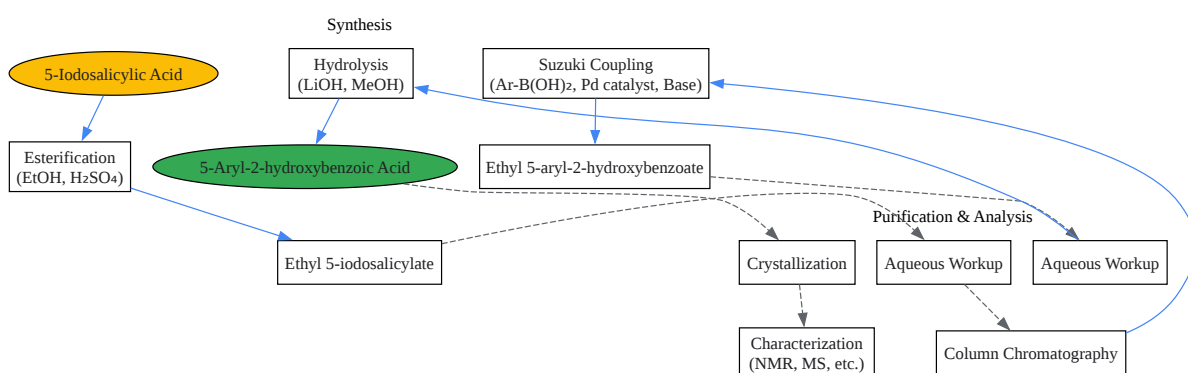 Synthesis
5-Iodosalicylic Acid
Hydrolysis
(LiOH, MeOH)
Suzuki Coupling
(Ar-B(OH)₂, Pd catalyst, Base)
Esterification
(EtOH, H₂SO₄)
5-Aryl-2-hydroxybenzoic Acid
Ethyl 5-aryl-2-hydroxybenzoate
Purification & Analysis
Ethyl 5-iodosalicylate
Crystallization
Aqueous Workup
Aqueous Workup
Characterization
(NMR, MS, etc.)
Column Chromatography